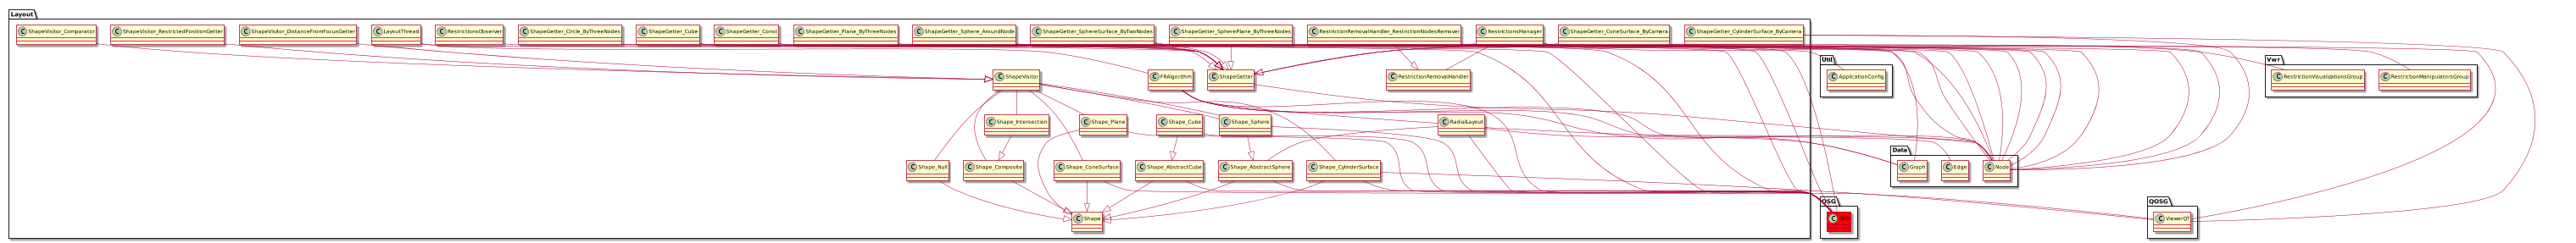 Layout
ShapeVisitor_Comparator
ShapeVisitor_RestrictedPositionGetter
ShapeVisitor_DistanceFromFocusGetter
LayoutThread
RestrictionsObserver
ShapeGetter_Circle_ByThreeNodes
ShapeGetter_Cube
ShapeGetter_Const
ShapeGetter_Plane_ByThreeNodes
ShapeGetter_Sphere_AroundNode
ShapeGetter_SphereSurface_ByTwoNodes
ShapeGetter_SpherePlane_ByThreeNodes
RestrictionRemovalHandler_RestrictionNodesRemover
RestrictionsManager
ShapeGetter_ConeSurface_ByCamera
ShapeGetter_CylinderSurface_ByCamera
Util
Vwr
ShapeVisitor
FRAlgorithm
ShapeGetter
RestrictionRemovalHandler
ApplicationConfig
RestrictionVisualizationsGroup
RestrictionManipulatorsGroup
Shape_Intersection
Shape_Plane
Shape_Cube
Shape_Sphere
RadialLayout
Data
Shape_Null
Shape_Composite
Shape_ConeSurface
Shape_AbstractCube
Shape_AbstractSphere
Shape_CylinderSurface
Graph
Edge
Node
OSG
QOSG
Shape
ViewerQT